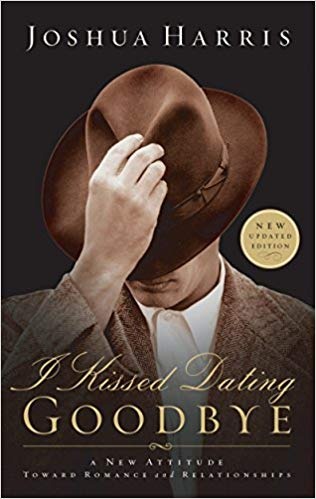 JOSHUA HARRIS
NEW
UPDATED
EDITION
I Kissed Dating
GOODBYE
A NEW ATTITUDE
TOWARD ROMANCE and RELATIONSHIPS